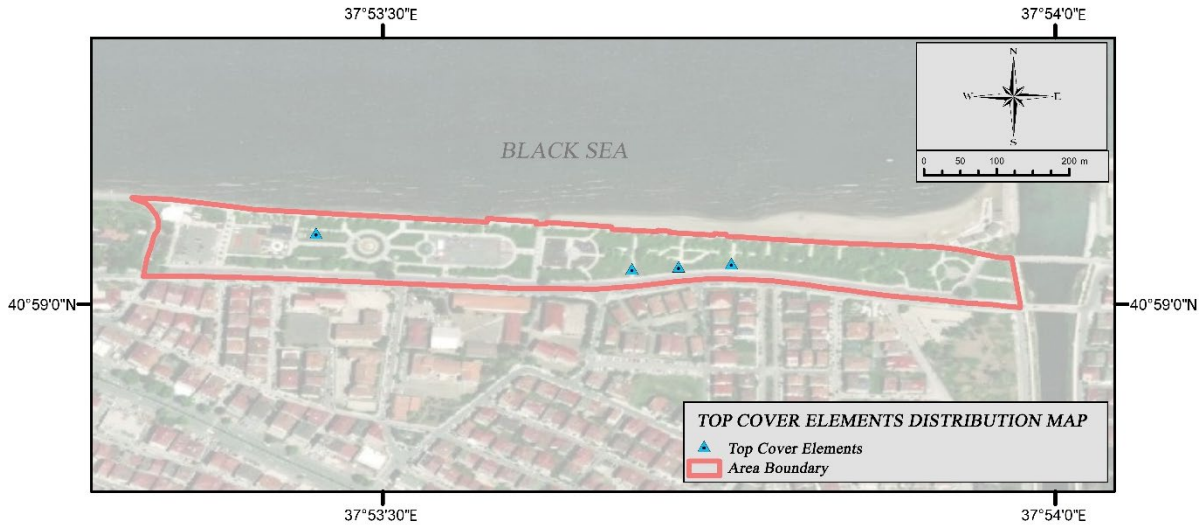 37°53'30"E
37°54'0"E
N
W
E
S
0 50 100 200 m
BLACK SEA
40°59'0"N
40°59'0"N
TOP COVER ELEMENTS DISTRIBUTION MAP
Top Cover Elements
Area Boundary
37°53'30"E
37°54'0"E